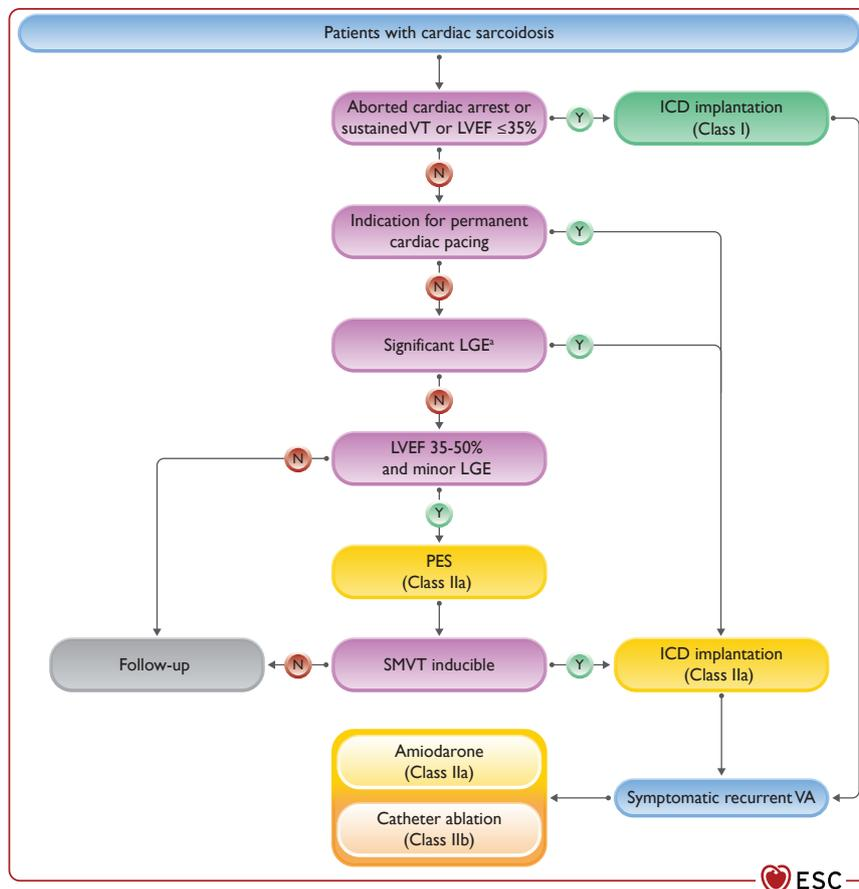 Patients with cardiac sarcoidosis
Aborted cardiac arrest or
sustained VT or LVEF ≤35%
Y
ICD implantation
(Class I)
N
Indication for permanent
cardiac pacing
Y
N
Significant LGEᵃ
Y
N
LVEF 35-50%
and minor LGE
N
Y
PES
(Class IIa)
Follow-up
N
SMVT inducible
Y
ICD implantation
(Class IIa)
Amiodarone
(Class IIa)
Catheter ablation
(Class IIb)
Symptomatic recurrent VA
ESC